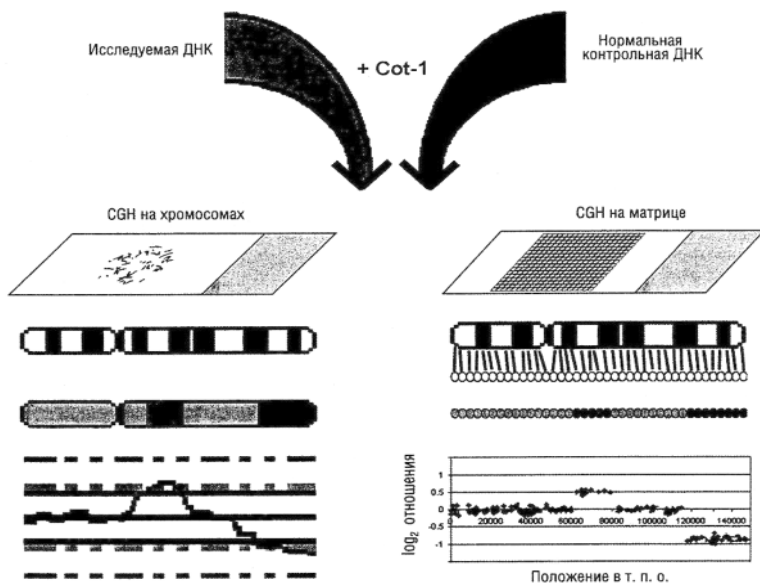 Исследуемая ДНК
+ Cot-1
Нормальная
контрольная ДНК
CGH на хромосомах
CGH на матрице
log2 отношения
1
0.5
0
-0.5
-1
0
20000
40000
60000
80000
100000
120000
140000
Положение в т. п. о.